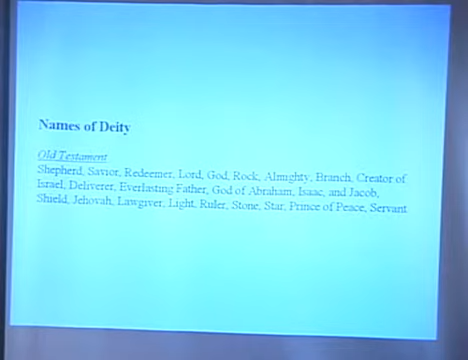 Names of Deity
Old Testament
Shepherd, Savior, Redeemer, Lord, God, Rock, Almighty, Branch, Creator of
Israel, Deliverer, Everlasting Father, God of Abraham, Isaac, and Jacob,
Shield, Jehovah, Lawgiver, Light, Ruler, Stone, Star, Prince of Peace, Servant